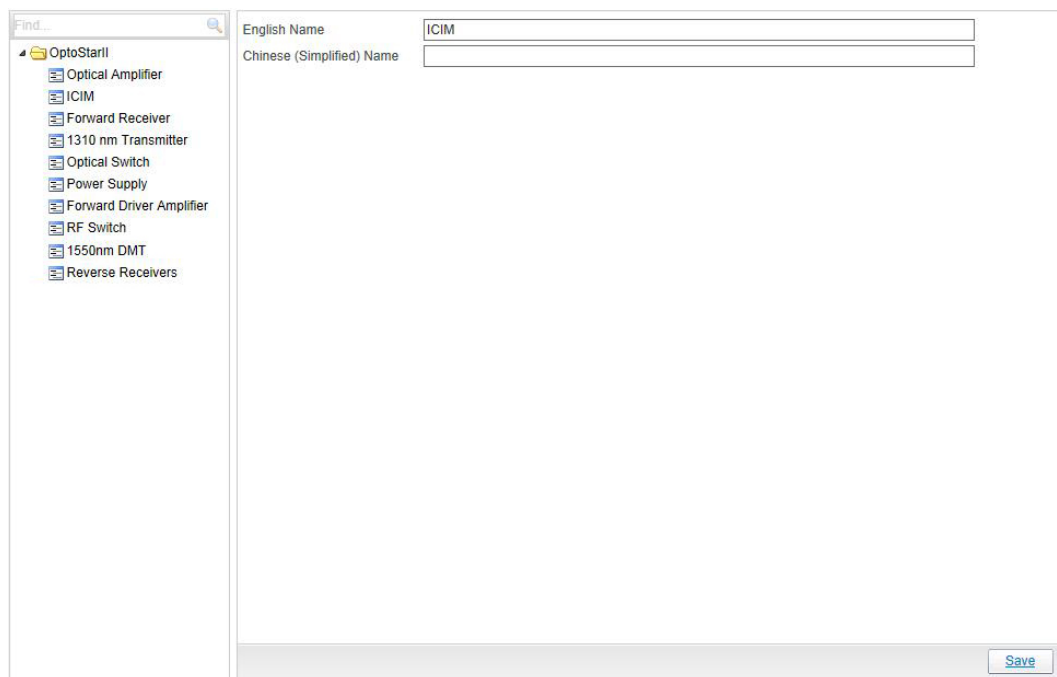 Find...
OptoStarII
Optical Amplifier
ICIM
Forward Receiver
1310 nm Transmitter
Optical Switch
Power Supply
Forward Driver Amplifier
RF Switch
1550nm DMT
Reverse Receivers
English Name ICIM
Chinese (Simplified) Name
Save